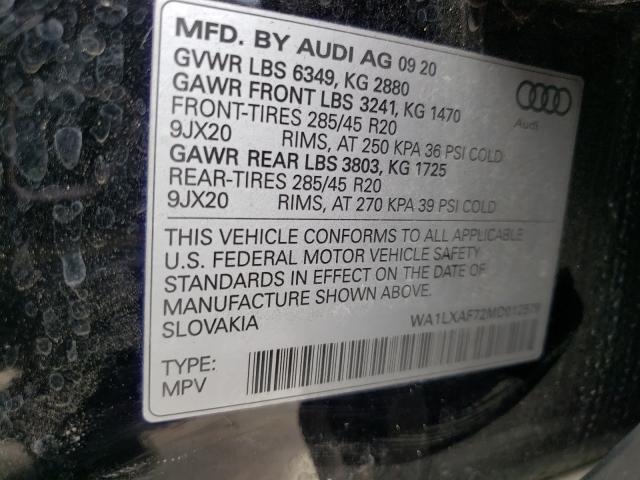 MFD. BY AUDI AG 09 20
GVWR LBS 6349, KG 2880
GAWR FRONT LBS 3241, KG 1470
FRONT-TIRES 285/45 R20
9JX20 RIMS, AT 250 KPA 36 PSI COLD
GAWR REAR LBS 3803, KG 1725
REAR-TIRES 285/45 R20
9JX20 RIMS, AT 270 KPA 39 PSI COLD
Audi
THIS VEHICLE CONFORMS TO ALL APPLICABLE
U.S. FEDERAL MOTOR VEHICLE SAFETY
STANDARDS IN EFFECT ON THE DATE OF
MANUFACTURE SHOWN ABOVE.
SLOVAKIA
WA1LXAF72MD012579
TYPE:
MPV